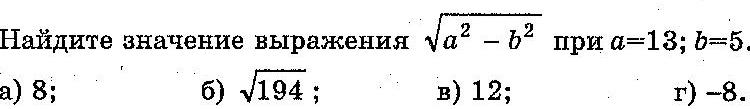 Найдите значение выражения √(a² − b²) при a=13; b=5.
а) 8; б) √194; в) 12; г) –8.